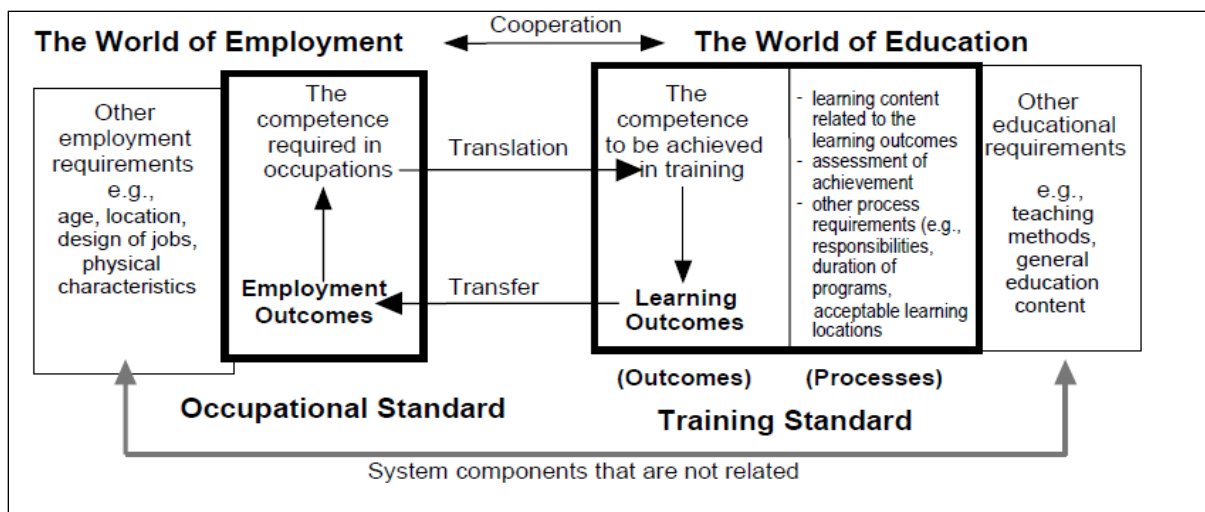 Cooperation
The World of Employment
The World of Education
Other
employment
requirements
e.g.,
age, location,
design of jobs,
physical
characteristics
The
competence
required in
occupations
Employment
Outcomes
Translation
Transfer
The
competence
to be achieved
in training
Learning
Outcomes
- learning content
related to the
learning outcomes
- assessment of
achievement
- other process
requirements (e.g.,
responsibilities,
duration of
programs,
acceptable learning
locations
Other
educational
requirements
e.g.,
teaching
methods,
general
education
content
(Outcomes)
(Processes)
Occupational Standard
Training Standard
System components that are not related